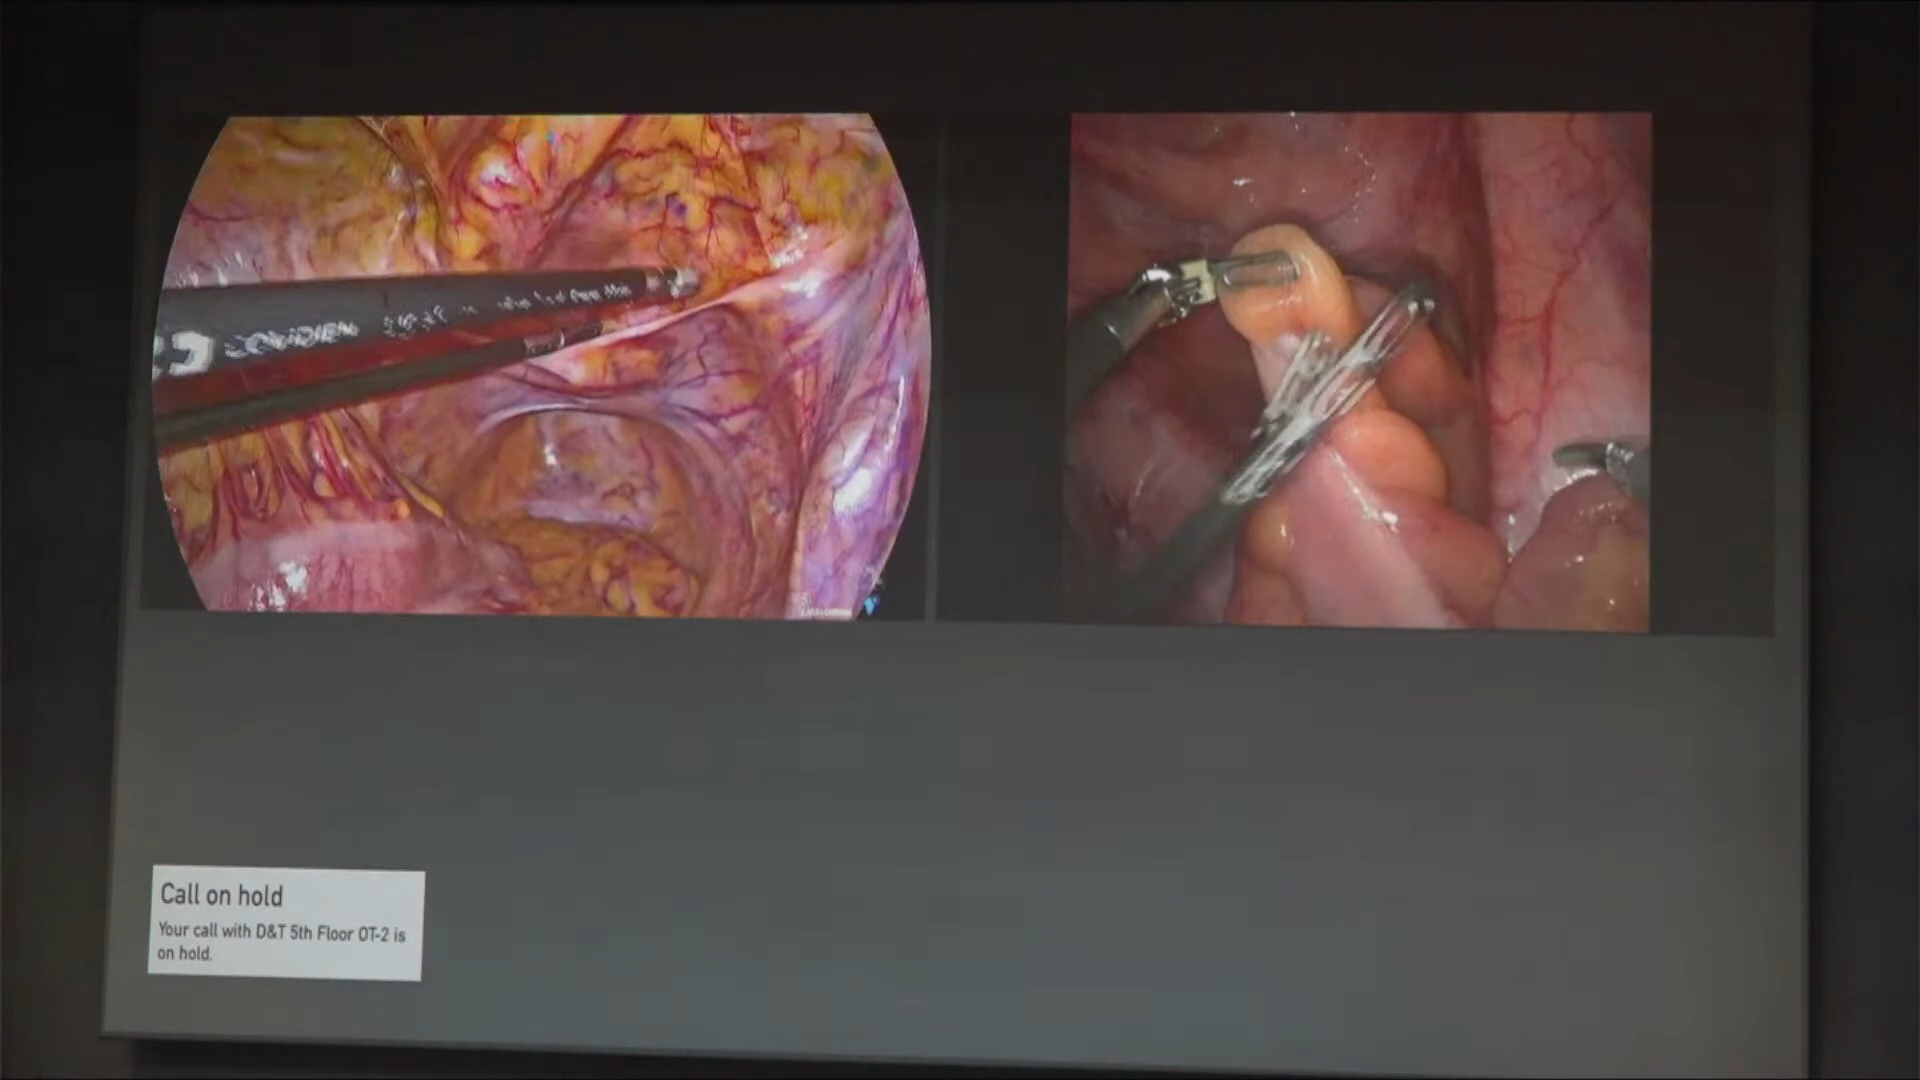 COVIDIEN
Call on hold
Your call with D&T 5th Floor OT-2 is
on hold.